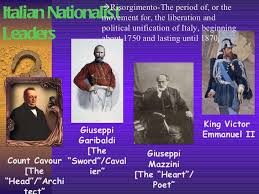 Italian Nationalist
Leaders
Risorgimento-The period of, or the
movement for, the liberation and
political unification of Italy, beginning
about 1750 and lasting until 1870.
King Victor
Emmanuel II
Giuseppi
Garibaldi
[The
"Sword"/Caval
ier"
Giuseppi
Mazzini
[The "Heart"/
Poet"
Count Cavour
[The
"Head"/"Archi
tect"